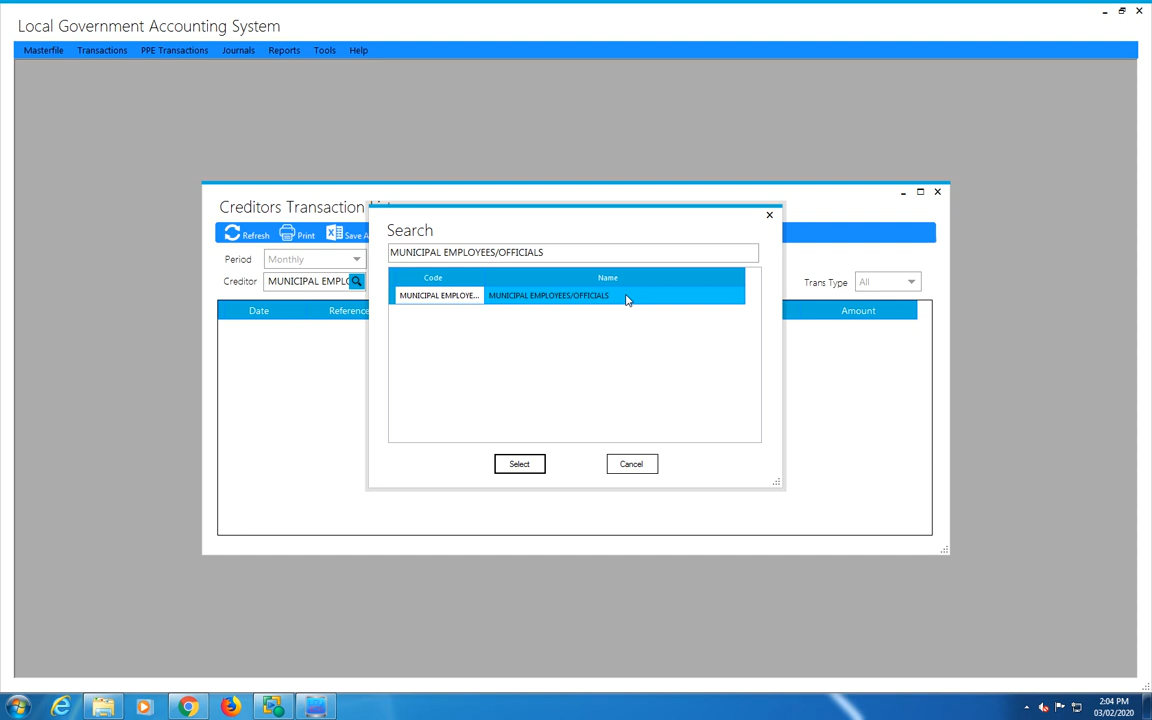 Local Government Accounting System
Masterfile Transactions PPE Transactions Journals Reports Tools Help
Creditors Transaction
Refresh Print Save
Search
MUNICIPAL EMPLOYEES/OFFICIALS
Period Monthly
Creditor MUNICIPAL
Code Name
MUNICIPAL EMPLOYE... MUNICIPAL EMPLOYEES/OFFICIALS
Trans Type All
Date Reference Amount
Select Cancel
2:04 PM
03/02/2020